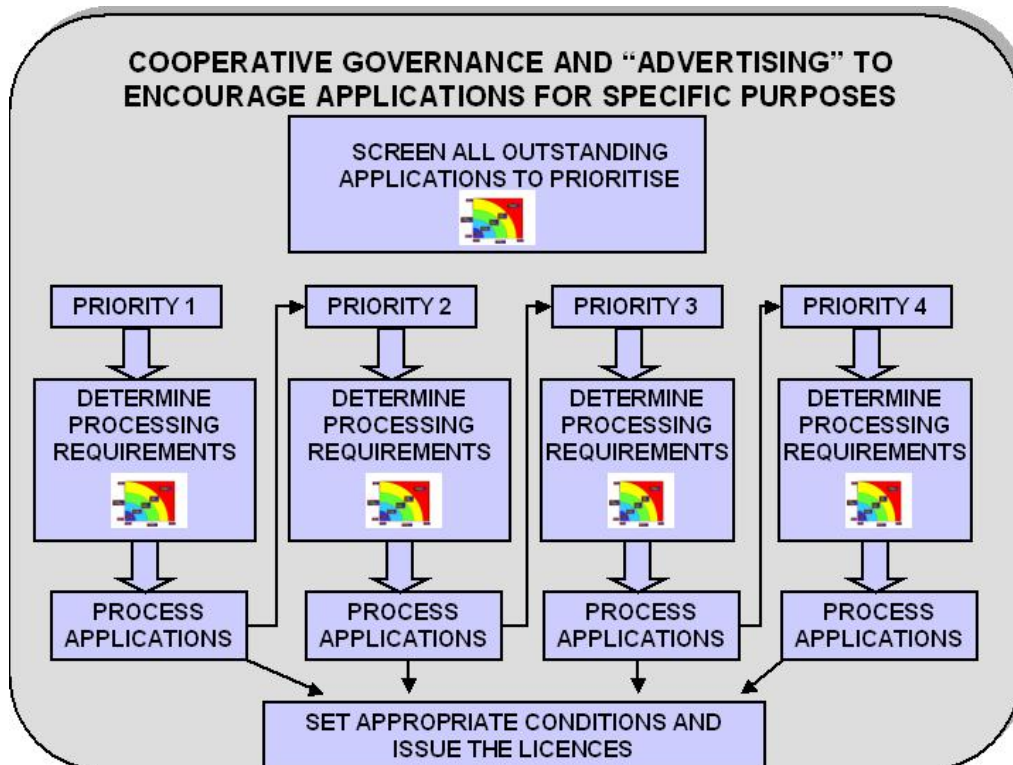 COOPERATIVE GOVERNANCE AND “ADVERTISING” TO
ENCOURAGE APPLICATIONS FOR SPECIFIC PURPOSES
SCREEN ALL OUTSTANDING
APPLICATIONS TO PRIORITISE
PRIORITY 1
PRIORITY 2
PRIORITY 3
PRIORITY 4
DETERMINE
PROCESSING
REQUIREMENTS
DETERMINE
PROCESSING
REQUIREMENTS
DETERMINE
PROCESSING
REQUIREMENTS
DETERMINE
PROCESSING
REQUIREMENTS
PROCESS
APPLICATIONS
PROCESS
APPLICATIONS
PROCESS
APPLICATIONS
PROCESS
APPLICATIONS
SET APPROPRIATE CONDITIONS AND
ISSUE THE LICENCES